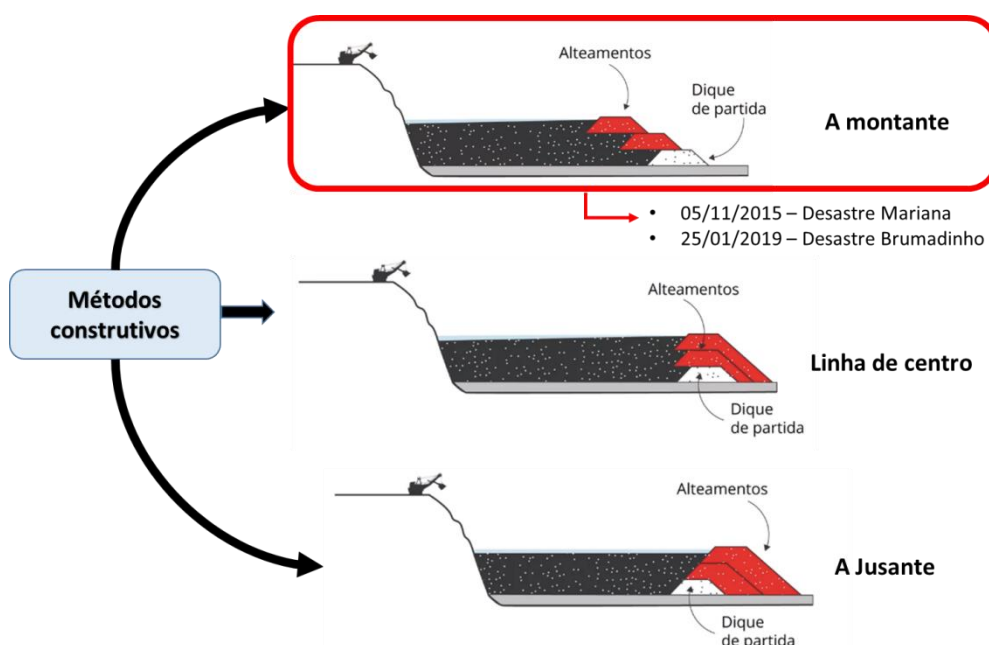 Alteamentos
Dique
de partida
A montante
• 05/11/2015 – Desastre Mariana
• 25/01/2019 – Desastre Brumadinho
Métodos
construtivos
Alteamentos
Linha de centro
Dique
de partida
Alteamentos
A Jusante
Dique
de partida